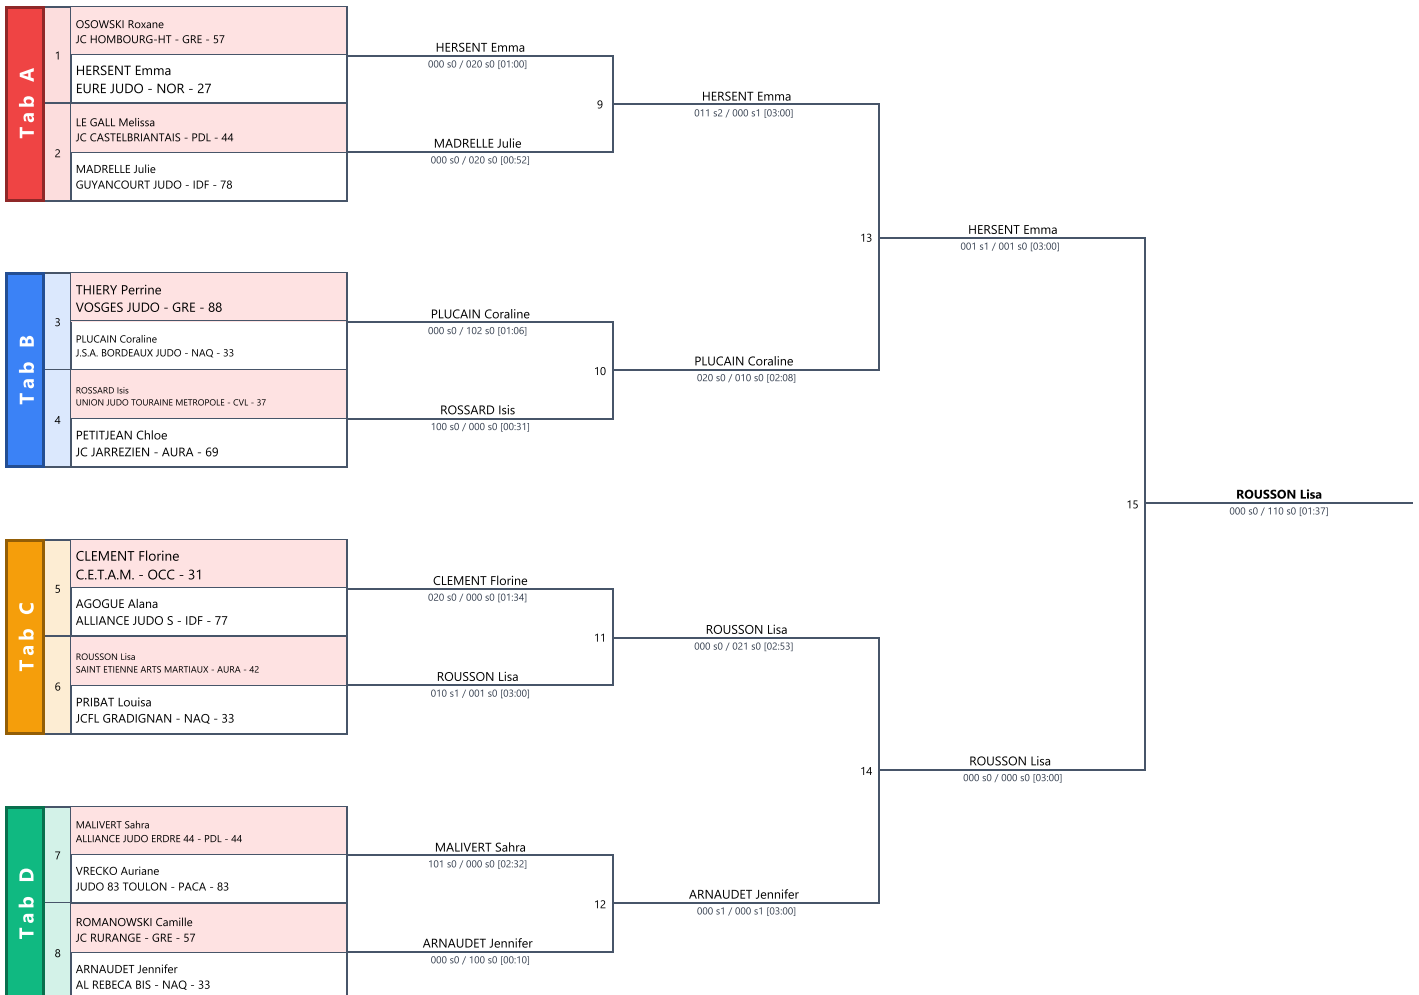 Tab A
1
OSOWSKI Roxane
JC HOMBOURG-HT - GRE - 57
HERSENT Emma
EURE JUDO - NOR - 27
2
LE GALL Melissa
JC CASTELBRIANTAIS - PDL - 44
MADRELLE Julie
GUYANCOURT JUDO - IDF - 78
HERSENT Emma
000 s0 / 020 s0 [01:00]
MADRELLE Julie
000 s0 / 020 s0 [00:52]
9
HERSENT Emma
011 s2 / 000 s1 [03:00]
Tab B
3
THIERY Perrine
VOSGES JUDO - GRE - 88
PLUCAIN Coraline
J.S.A. BORDEAUX JUDO - NAQ - 33
4
ROSSARD Isis
UNION JUDO TOURAINE METROPOLE - CVL - 37
PETITJEAN Chloe
JC JARREZIEN - AURA - 69
PLUCAIN Coraline
000 s0 / 102 s0 [01:06]
ROSSARD Isis
100 s0 / 000 s0 [00:31]
10
PLUCAIN Coraline
020 s0 / 010 s0 [02:08]
13
HERSENT Emma
001 s1 / 001 s0 [03:00]
Tab C
5
CLEMENT Florine
C.E.T.A.M. - OCC - 31
AGOGUE Alana
ALLIANCE JUDO S - IDF - 77
6
ROUSSON Lisa
SAINT ETIENNE ARTS MARTIAUX - AURA - 42
PRIBAT Louisa
JCFL GRADIGNAN - NAQ - 33
CLEMENT Florine
020 s0 / 000 s0 [01:34]
ROUSSON Lisa
010 s1 / 001 s0 [03:00]
11
ROUSSON Lisa
000 s0 / 021 s0 [02:53]
Tab D
7
MALIVERT Sahra
ALLIANCE JUDO ERDRE 44 - PDL - 44
VRECKO Auriane
JUDO 83 TOULON - PACA - 83
8
ROMANOWSKI Camille
JC RURANGE - GRE - 57
ARNAUDET Jennifer
AL REBECA BIS - NAQ - 33
MALIVERT Sahra
101 s0 / 000 s0 [02:32]
ARNAUDET Jennifer
000 s0 / 100 s0 [00:10]
12
ARNAUDET Jennifer
000 s1 / 000 s1 [03:00]
14
ROUSSON Lisa
000 s0 / 000 s0 [03:00]
15
ROUSSON Lisa
000 s0 / 110 s0 [01:37]